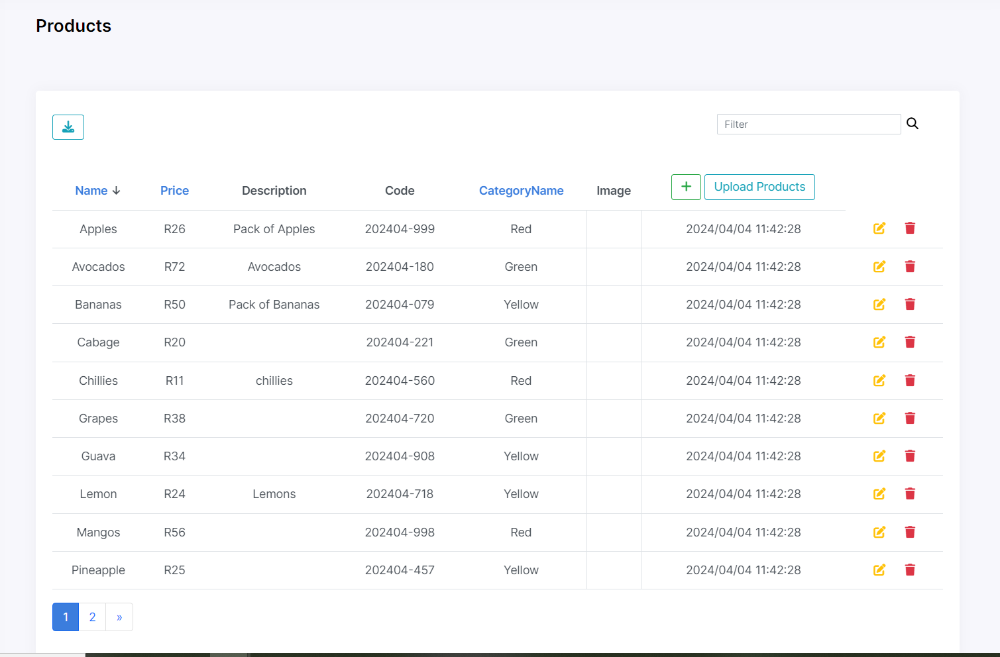 Products
Filter
Name Price Description Code CategoryName Image + Upload Products
Apples R26 Pack of Apples 202404-999 Red 2024/04/04 11:42:28
Avocados R72 Avocados 202404-180 Green 2024/04/04 11:42:28
Bananas R50 Pack of Bananas 202404-079 Yellow 2024/04/04 11:42:28
Cabage R20 202404-221 Green 2024/04/04 11:42:28
Chillies R11 chillies 202404-560 Red 2024/04/04 11:42:28
Grapes R38 202404-720 Green 2024/04/04 11:42:28
Guava R34 202404-908 Yellow 2024/04/04 11:42:28
Lemon R24 Lemons 202404-718 Yellow 2024/04/04 11:42:28
Mangos R56 202404-998 Red 2024/04/04 11:42:28
Pineapple R25 202404-457 Yellow 2024/04/04 11:42:28
1 2 »